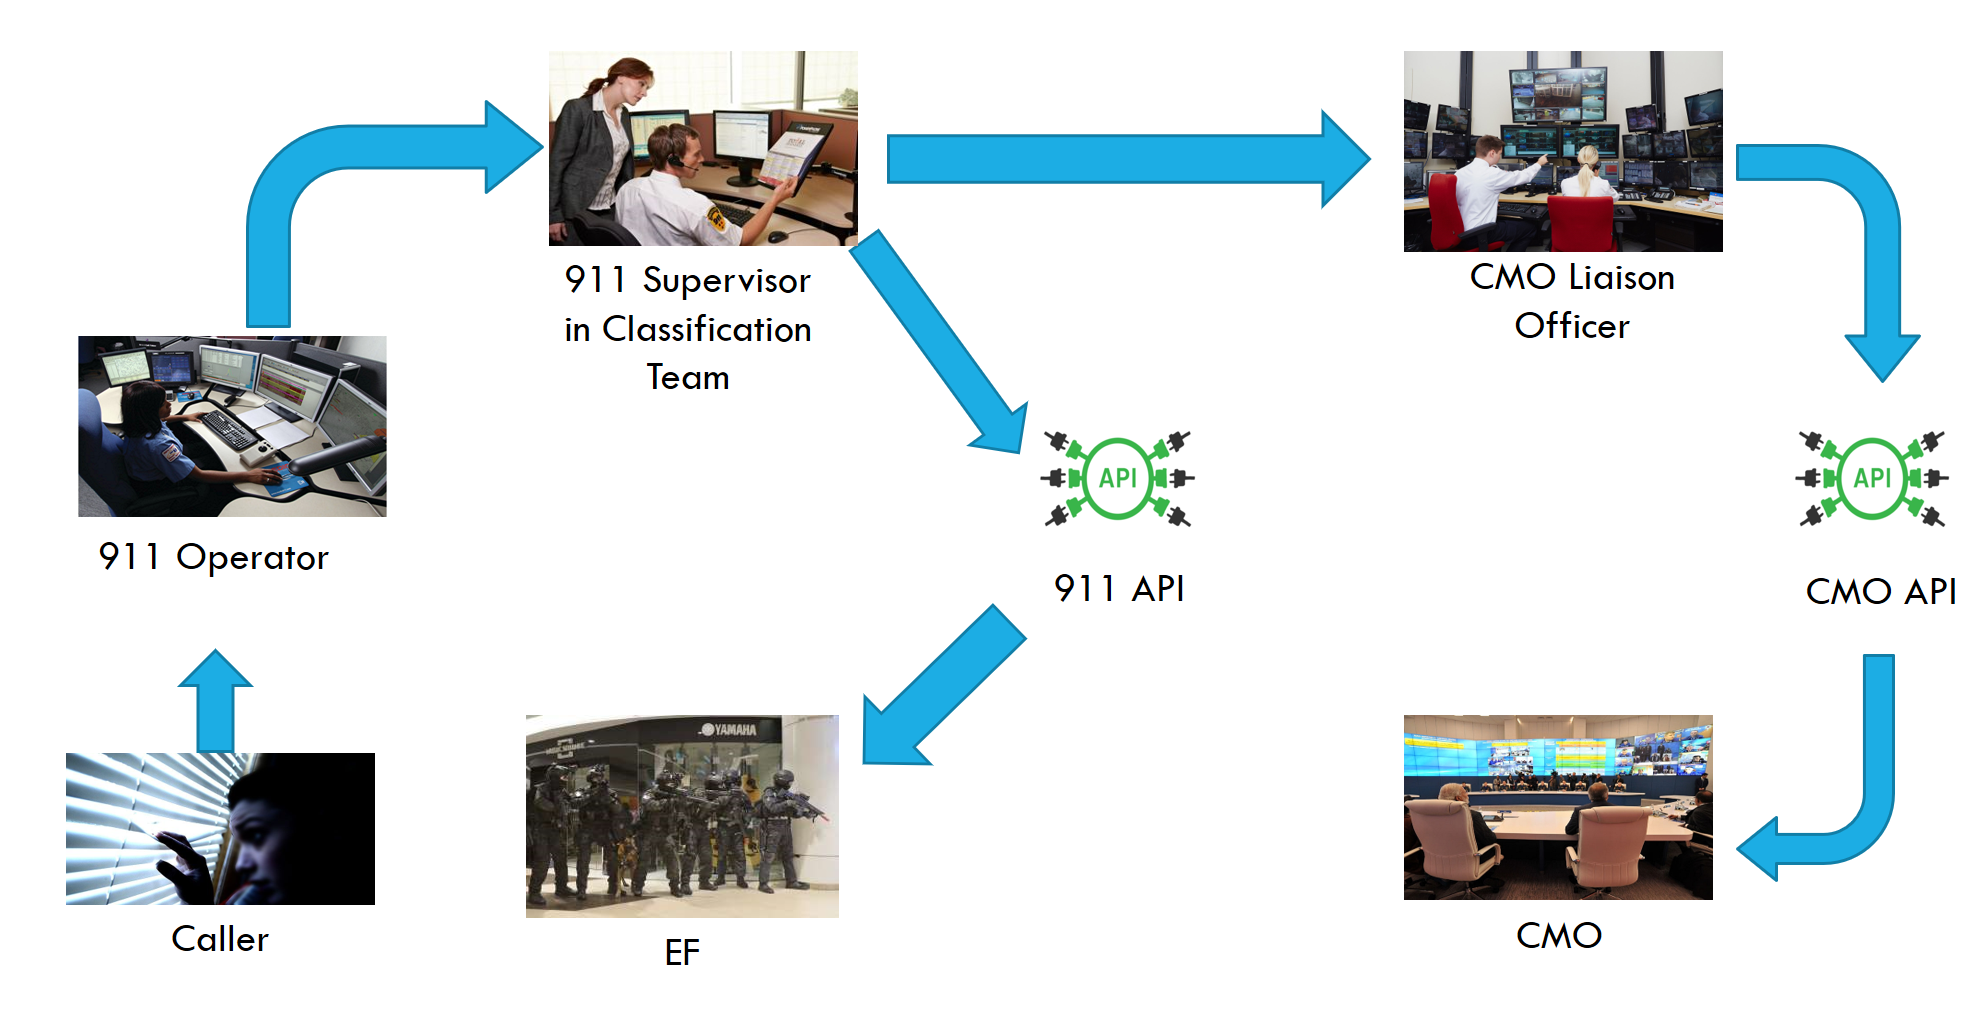 911 Supervisor
in Classification
Team
CMO Liaison
Officer
911 Operator
API
API
911 API
CMO API
YAMAHA
Caller
EF
CMO